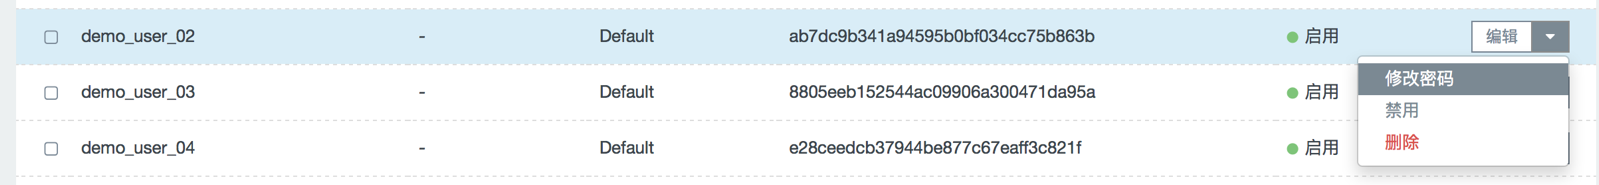 demo_user_02 - Default ab7dc9b341a94595b0bf034cc75b863b 启用 编辑
修改密码
demo_user_03 - Default 8805eeb152544ac09906a300471da95a 启用
禁用
删除
demo_user_04 - Default e28ceedcb37944be877c67eaff3c821f 启用